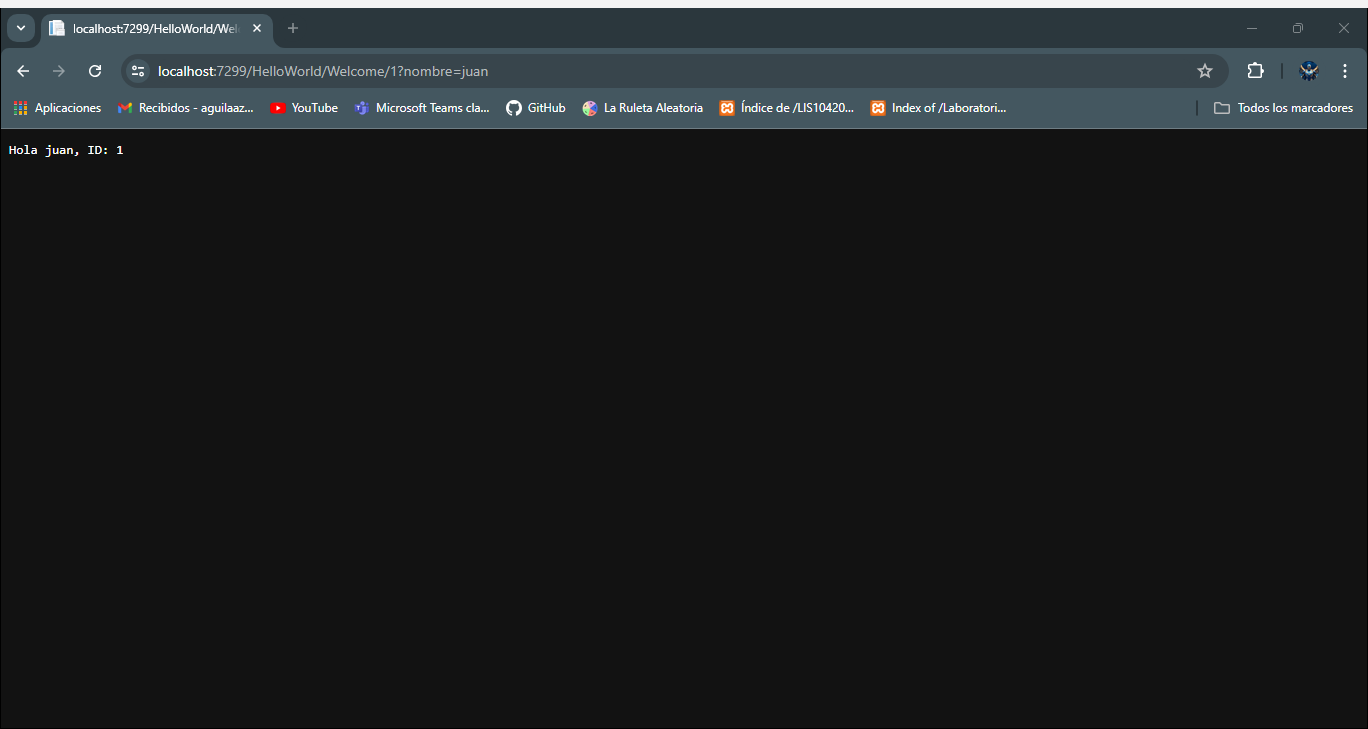 localhost:7299/HelloWorld/Wel
localhost:7299/HelloWorld/Welcome/1?nombre=juan
Aplicaciones Recibidos - aguilaaz... YouTube Microsoft Teams cla... GitHub La Ruleta Aleatoria Índice de /LIS10420... Index of /Laboratori... Todos los marcadores
Hola juan, ID: 1